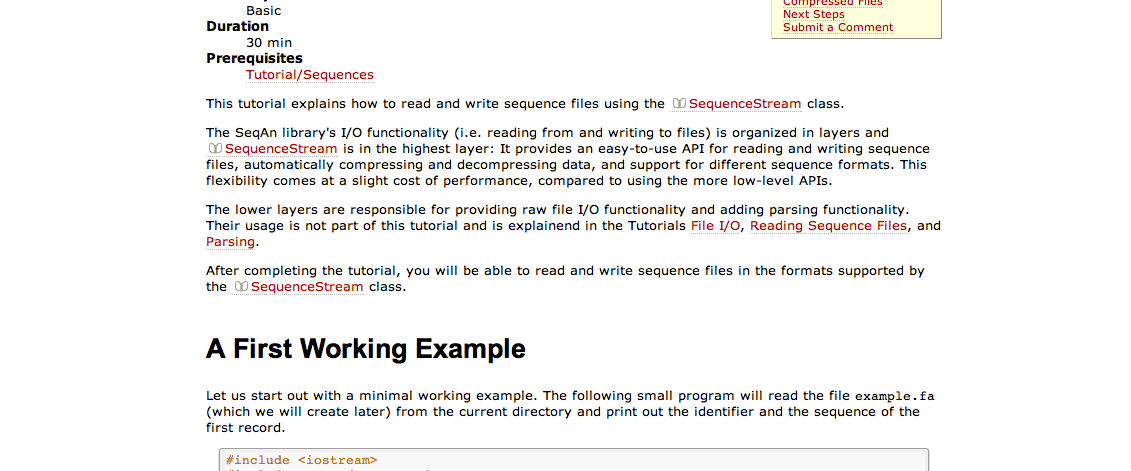 Basic
Duration
30 min
Prerequisites
Tutorial/Sequences
Compressed Files
Next Steps
Submit a Comment
This tutorial explains how to read and write sequence files using the SequenceStream class.
The SeqAn library's I/O functionality (i.e. reading from and writing to files) is organized in layers and
SequenceStream is in the highest layer: It provides an easy-to-use API for reading and writing sequence
files, automatically compressing and decompressing data, and support for different sequence formats. This
flexibility comes at a slight cost of performance, compared to using the more low-level APIs.
The lower layers are responsible for providing raw file I/O functionality and adding parsing functionality.
Their usage is not part of this tutorial and is explainend in the Tutorials File I/O, Reading Sequence Files, and
Parsing.
After completing the tutorial, you will be able to read and write sequence files in the formats supported by
the SequenceStream class.
A First Working Example
Let us start out with a minimal working example. The following small program will read the file example.fa
(which we will create later) from the current directory and print out the identifier and the sequence of the
first record.
#include <iostream>